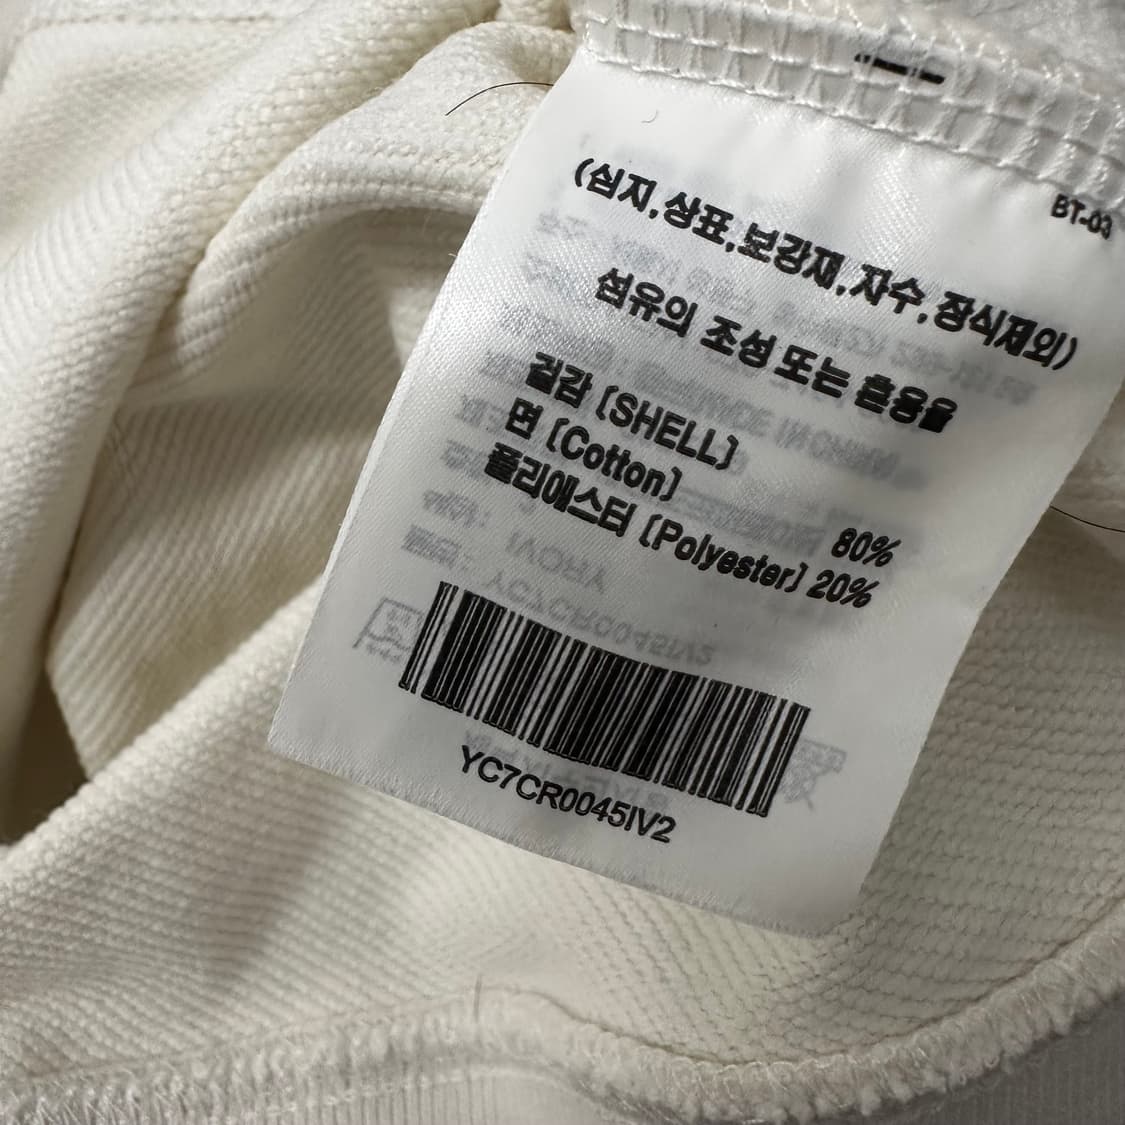 BT-03
(심지,상표,보강재,자수,장식제외)
섬유의 조성 또는 혼용율
겉감 (SHELL)
면 (Cotton) 80%
폴리에스터 (Polyester) 20%
YC7CR0045IV2